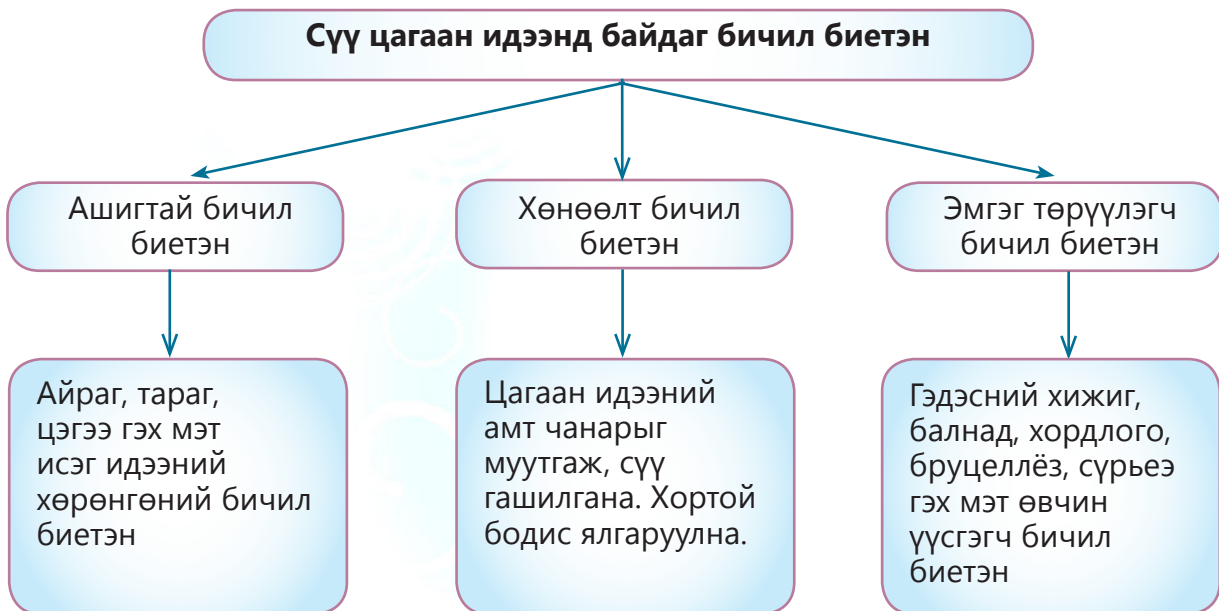 Сүү цагаан идээнд байдаг бичил биетэн
Ашигтай бичил
биетэн
Хөнөөлт бичил
биетэн
Эмгэг төрүүлэгч
бичил биетэн
Айраг, тараг,
цэгээ гэх мэт
исэг идээний
хөрөнгөний бичил
биетэн
Цагаан идээний
амт чанарыг
муутгаж, сүү
гашилгана. Хортой
бодис ялгаруулна.
Гэдэсний хижиг,
балнад, хордлого,
бруцеллёз, сүрьеэ
гэх мэт өвчин
үүсгэгч бичил
биетэн